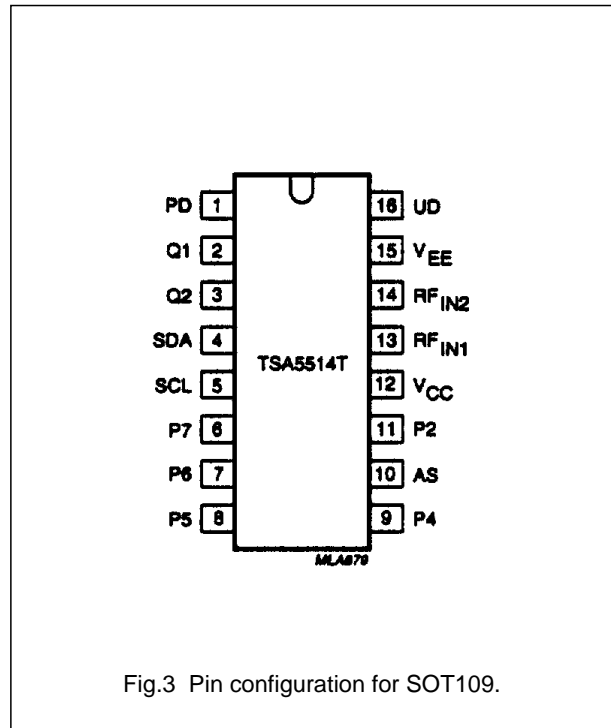 PD 1 16 UD
Q1 2 15 VEE
Q2 3 14 RFIN2
SDA 4 13 RFIN1
TSA5514T
SCL 5 12 VCC
P7 6 11 P2
P6 7 10 AS
P5 8 9 P4
MLA679
Fig.3 Pin configuration for SOT109.